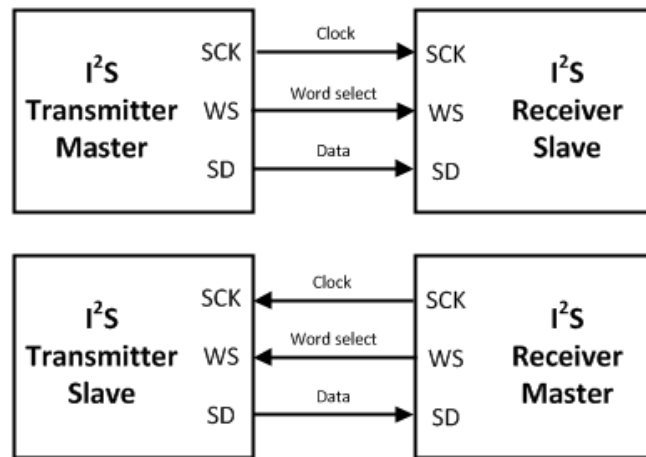 I²S
Transmitter
Master
SCK
WS
SD
Clock
Word select
Data
SCK
WS
SD
I²S
Receiver
Slave
I²S
Transmitter
Slave
SCK
WS
SD
Clock
Word select
Data
SCK
WS
SD
I²S
Receiver
Master